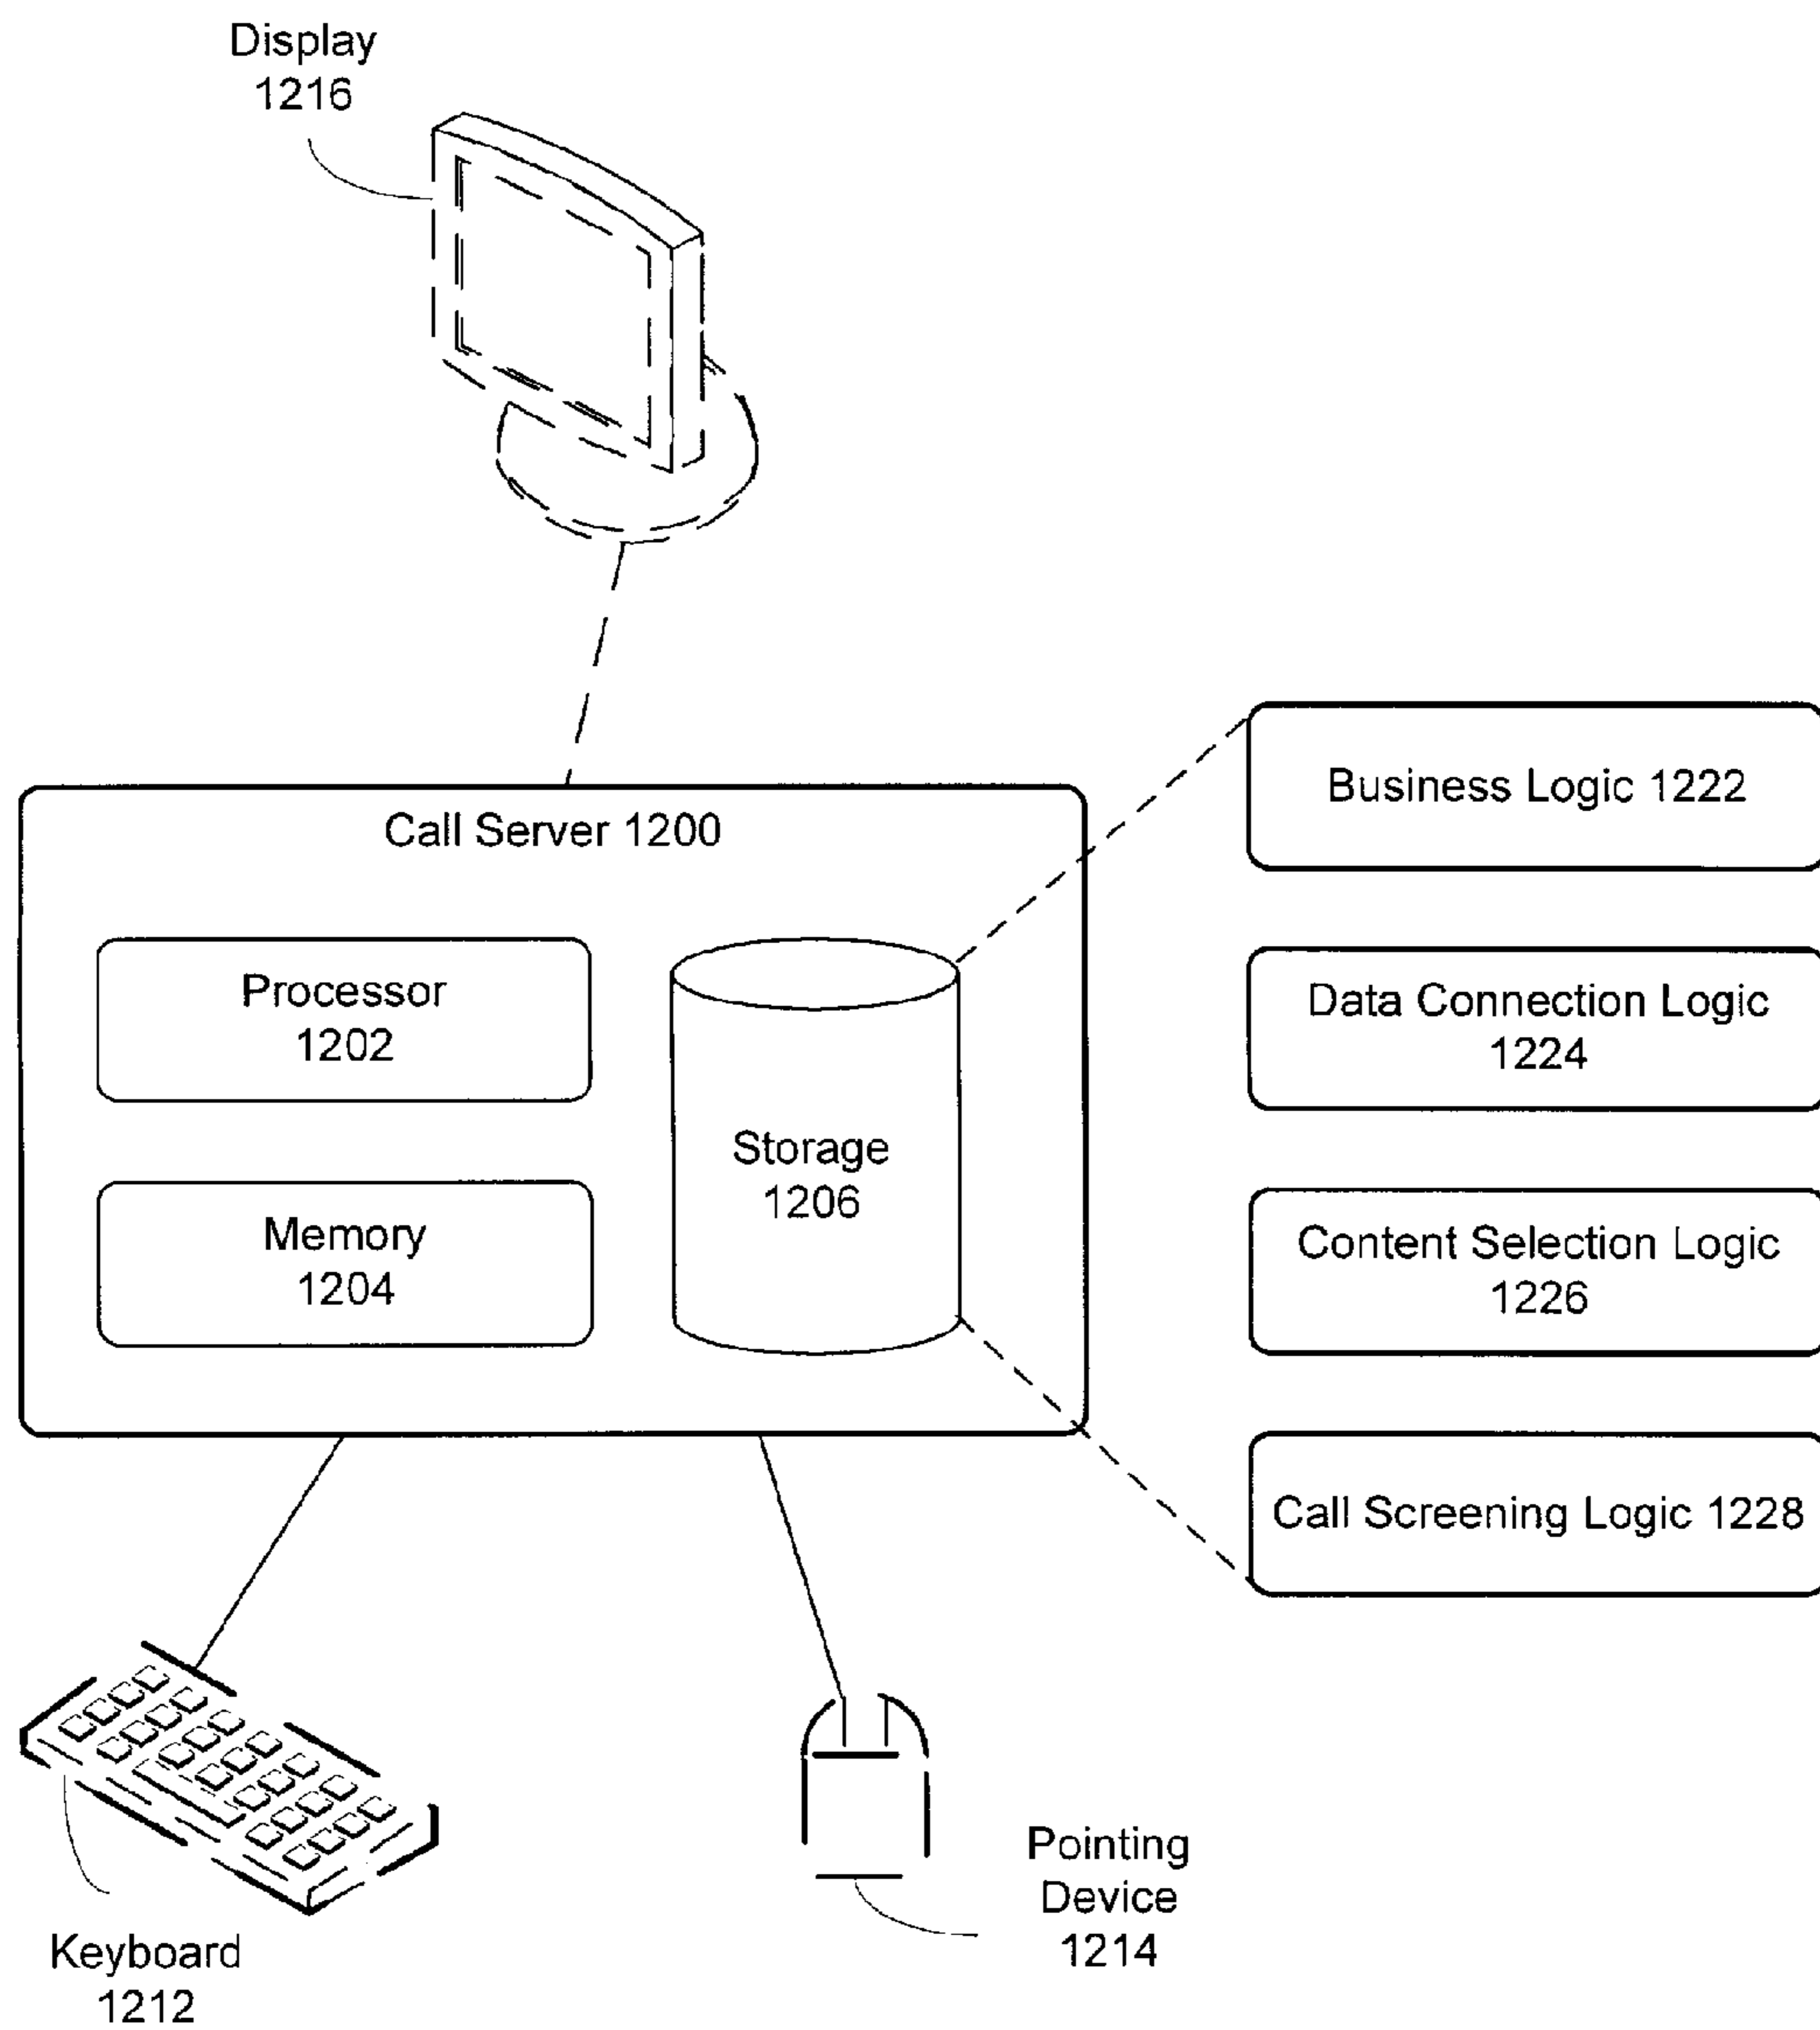 Display
1216
Call Server 1200
Processor
1202
Memory
1204
Storage
1206
Business Logic 1222
Data Connection Logic
1224
Content Selection Logic
1226
Call Screening Logic 1228
Keyboard
1212
Pointing
Device
1214